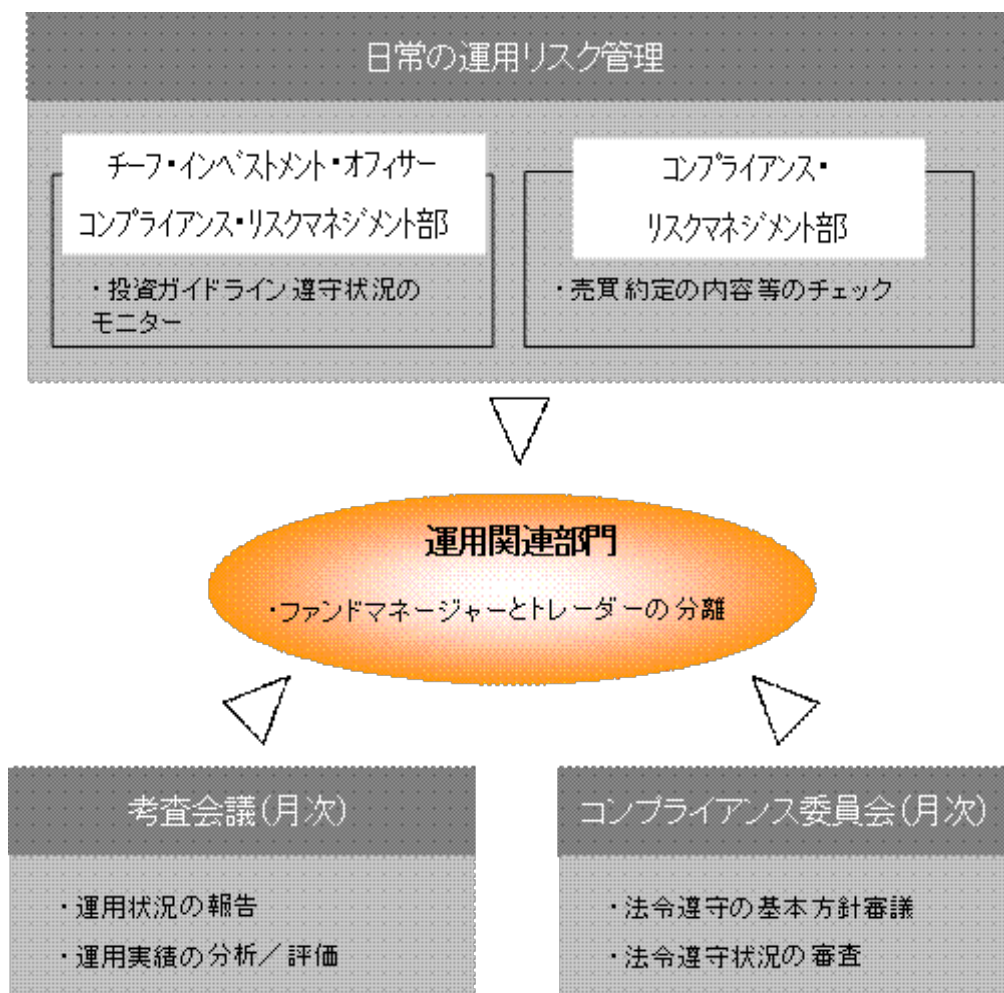 日常の運用リスク管理
チーフ・インベストメント・オフィサー
コンプライアンス・リスクマネジメント部
・投資ガイドライン遵守状況の
モニター
コンプライアンス・
リスクマネジメント部
・売買約定の内容等のチェック
運用関連部門
・ファンドマネージャーとトレーダーの分離
考査会議(月次)
・運用状況の報告
・運用実績の分析/評価
コンプライアンス委員会(月次)
・法令遵守の基本方針審議
・法令遵守状況の審査